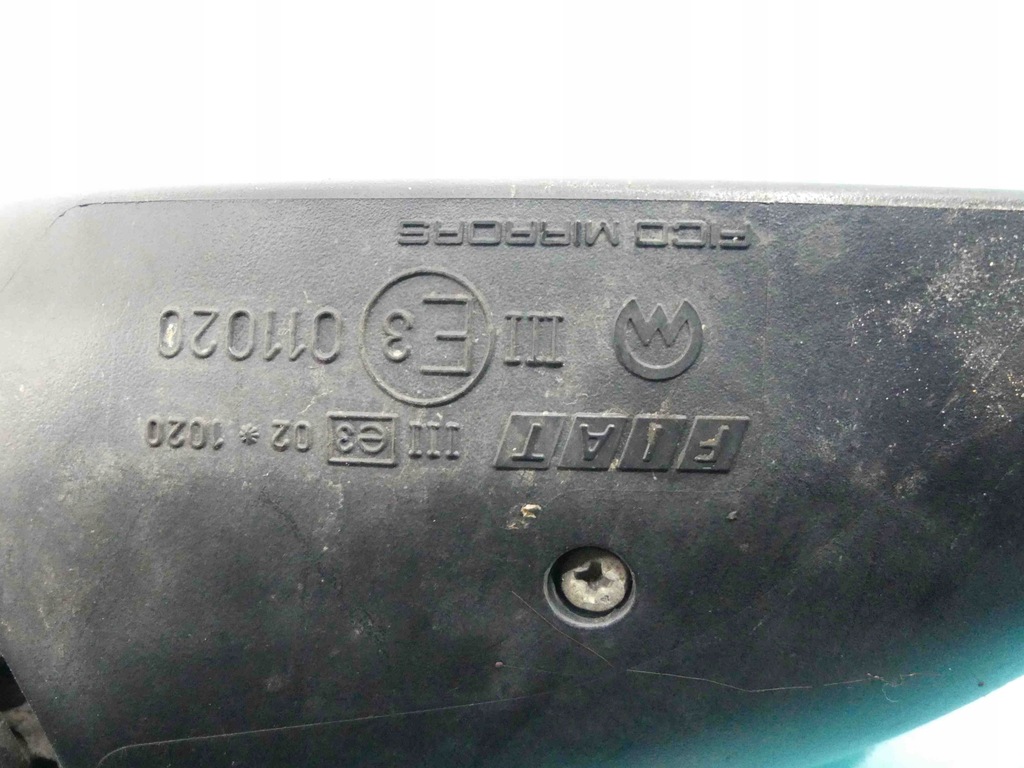 FIAT III e3 02 * 1020
M III E3 011020
FICO MIRRORS